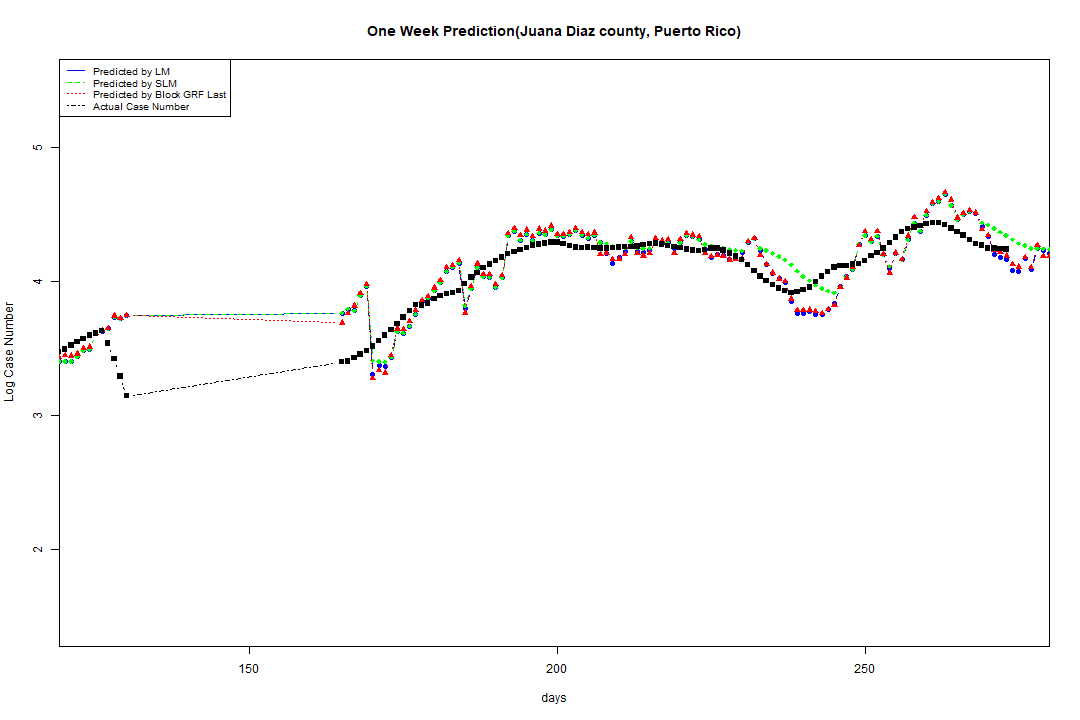 One Week Prediction(Juana Diaz county, Puerto Rico)
Predicted by LM
Predicted by SLM
Predicted by Block GRF Last
Actual Case Number
5
4
3
2
Log Case Number
150 200 250
days